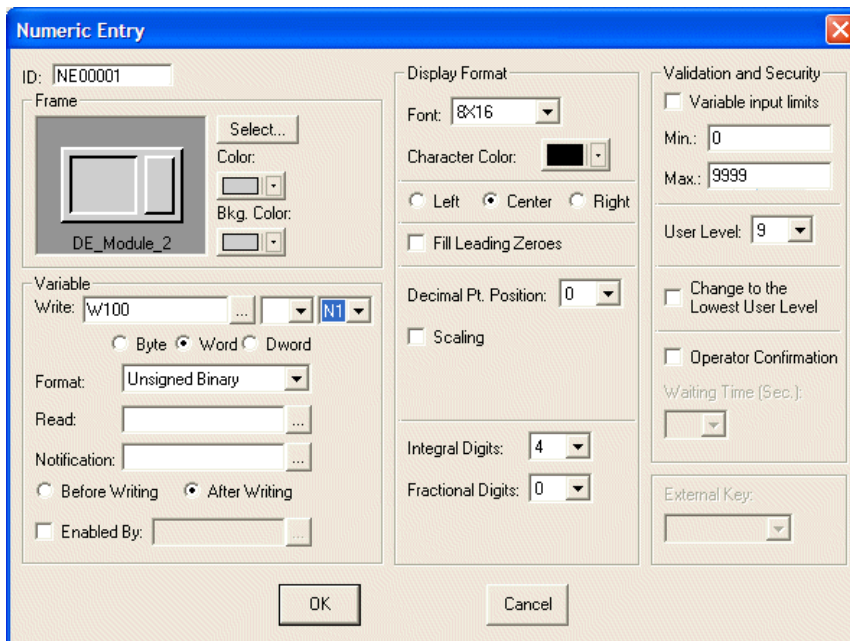 Numeric Entry
ID: NE00001
Frame
Select...
Color:
Bkg. Color:
DE_Module_2
Variable
Write: W100 ... N1
Byte Word Dword
Format: Unsigned Binary
Read: ...
Notification: ...
Before Writing After Writing
Enabled By: ...
Display Format
Font: 8X16
Character Color:
Left Center Right
Fill Leading Zeroes
Decimal Pt. Position: 0
Scaling
Integral Digits: 4
Fractional Digits: 0
Validation and Security
Variable input limits
Min.: 0
Max.: 9999
User Level: 9
Change to the
Lowest User Level
Operator Confirmation
Waiting Time (Sec.):
External Key:
OK Cancel